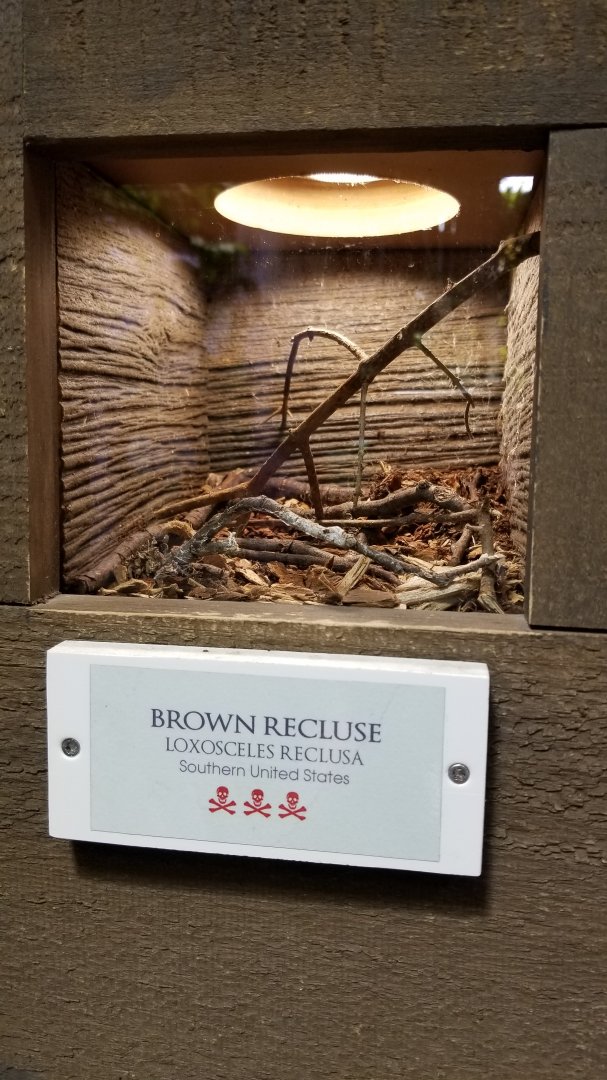 BROWN RECLUSE
LOXOSCELES RECLUSA
Southern United States